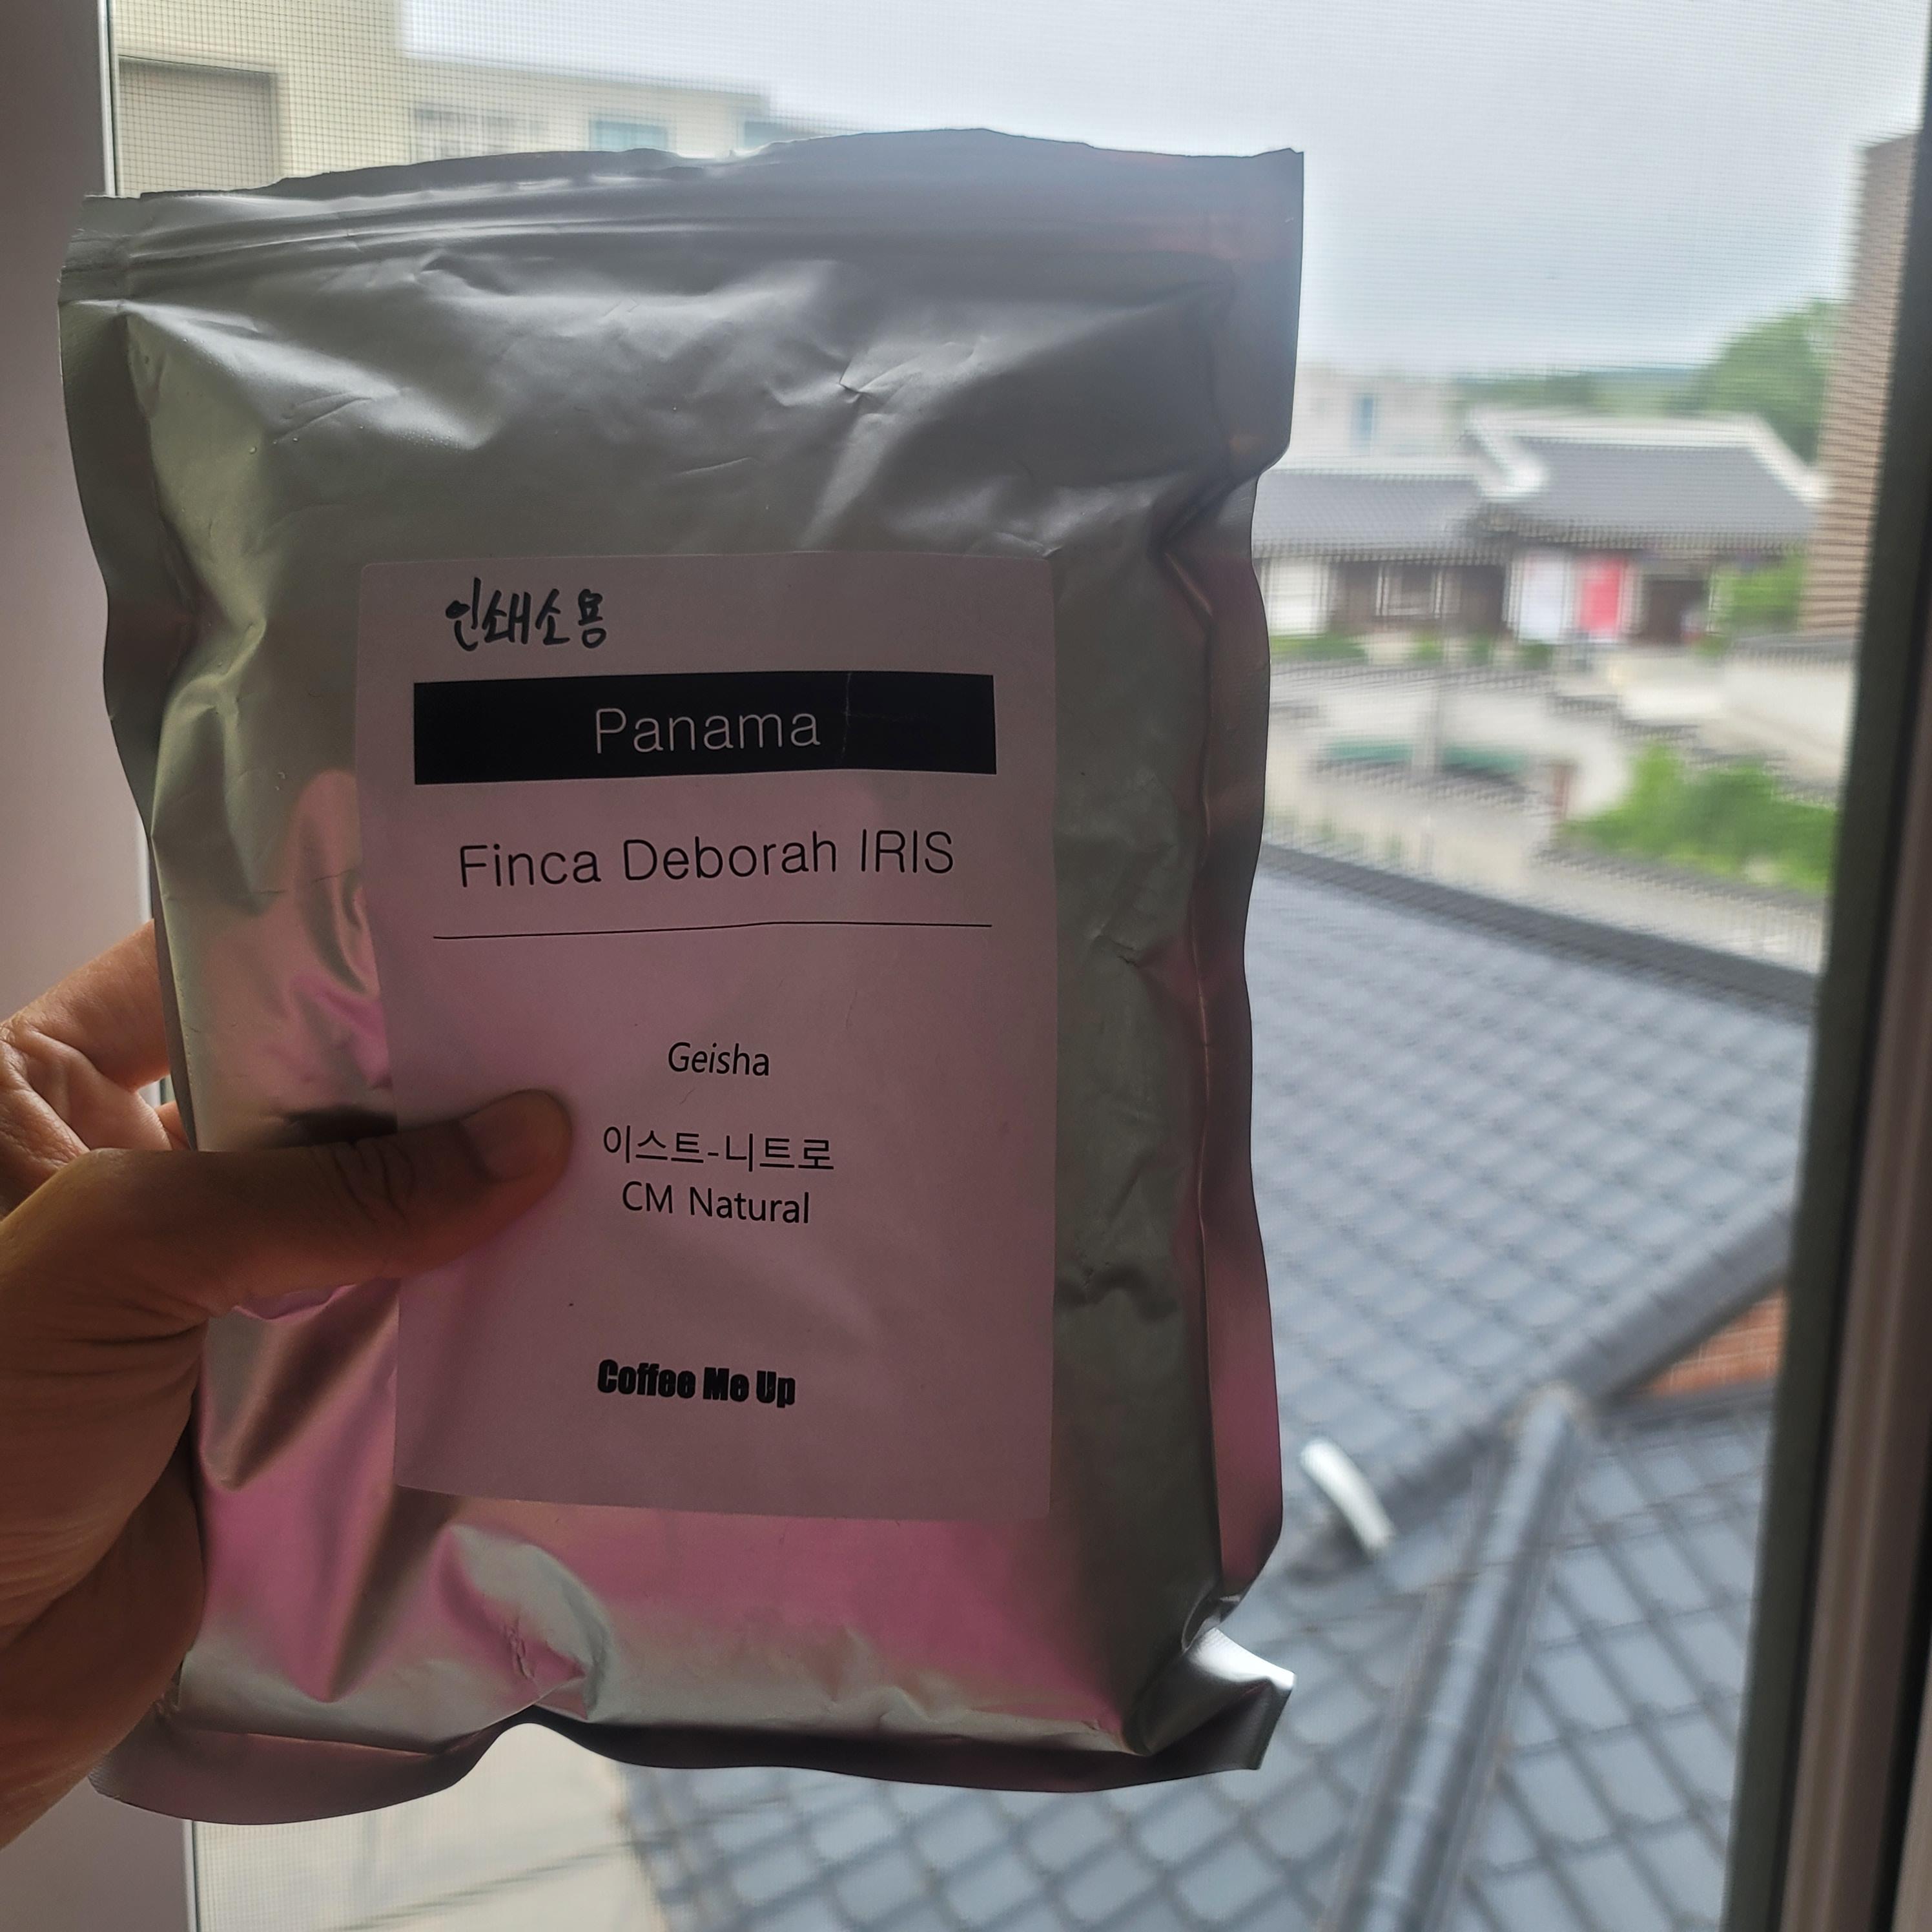 인쇄소용
Panama
Finca Deborah IRIS
Geisha
이스트-니트로
CM Natural
Coffee Me Up